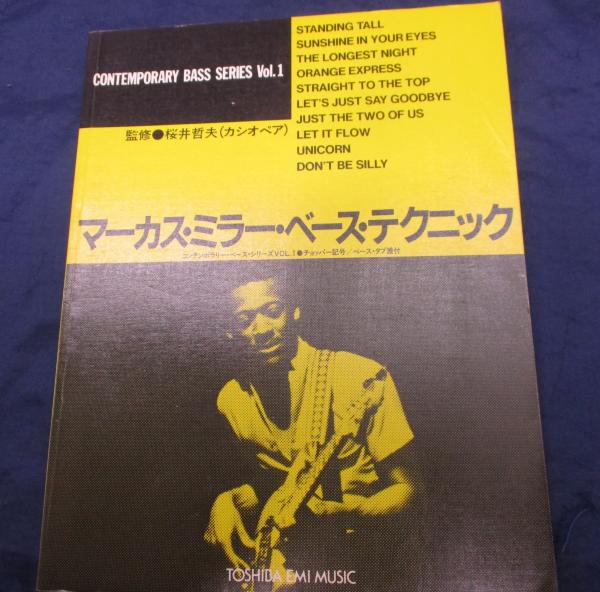 CONTEMPORARY BASS SERIES Vol.1
監修●桜井哲夫(カシオペア)
STANDING TALL
SUNSHINE IN YOUR EYES
THE LONGEST NIGHT
ORANGE EXPRESS
STRAIGHT TO THE TOP
LET'S JUST SAY GOODBYE
JUST THE TWO OF US
LET IT FLOW
UNICORN
DON'T BE SILLY
マーカス・ミラー・ベース・テクニック
コンテンポラリー・ベース・シリーズVOL.1●チョッパー記号/ベース・タブ譜付
TOSHIBA EMI MUSIC